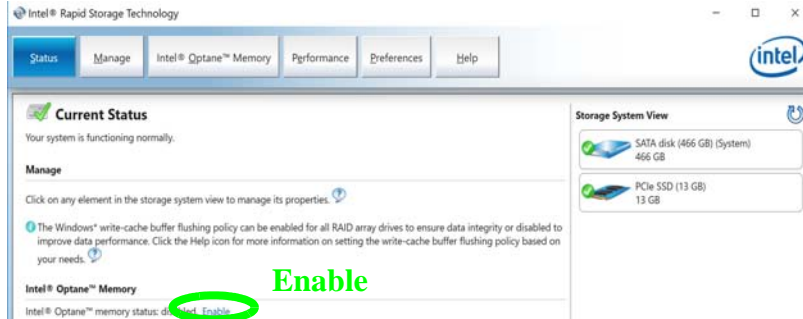 Intel® Rapid Storage Technology
Status
Manage
Intel® Optane™ Memory
Performance
Preferences
Help
intel
Current Status
Your system is functioning normally.
Manage
Click on any element in the storage system view to manage its properties.
The Windows* write-cache buffer flushing policy can be enabled for all RAID array drives to ensure data integrity or disabled to
improve data performance. Click the Help icon for more information on setting the write-cache buffer flushing policy based on
your needs.
Enable
Intel® Optane™ Memory
Intel® Optane™ memory status: disabled. Enable
Storage System View
SATA disk (466 GB) (System)
466 GB
PCIe SSD (13 GB)
13 GB